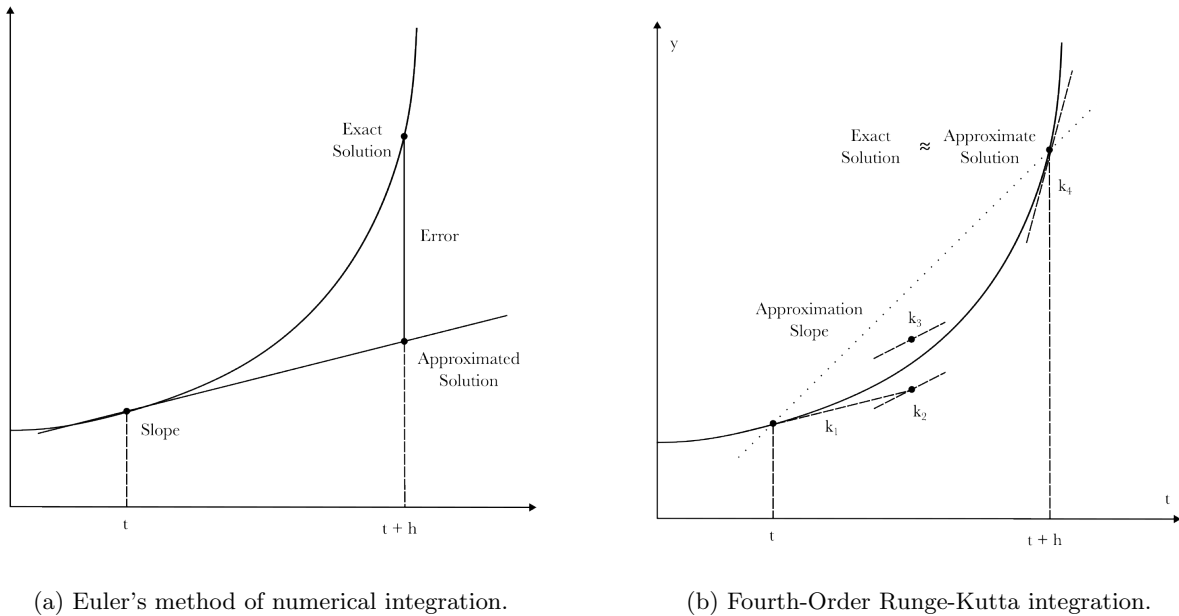 Exact
Solution
Error
Approximated
Solution
Slope
t
t + h
(a) Euler's method of numerical integration.
y
Exact
Solution
≈
Approximate
Solution
k₄
Approximation
Slope
k₃
k₂
k₁
t
t
t + h
(b) Fourth-Order Runge-Kutta integration.